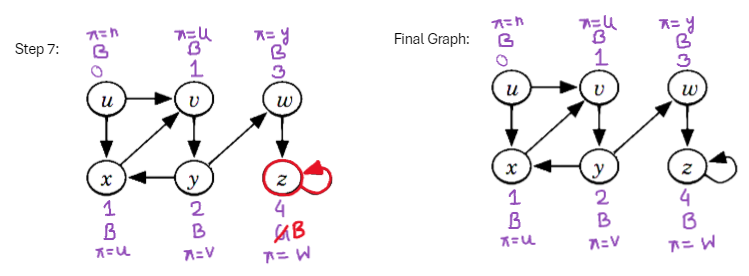 Step 7:
π=n
B
0
π=u
B
1
π=y
B
3
u
v
w
x
y
z
1
B
π=u
2
B
π=v
4
B
π=w
Final Graph:
π=n
B
0
π=u
B
1
π=y
B
3
u
v
w
x
y
z
1
B
π=u
2
B
π=v
4
B
π=w